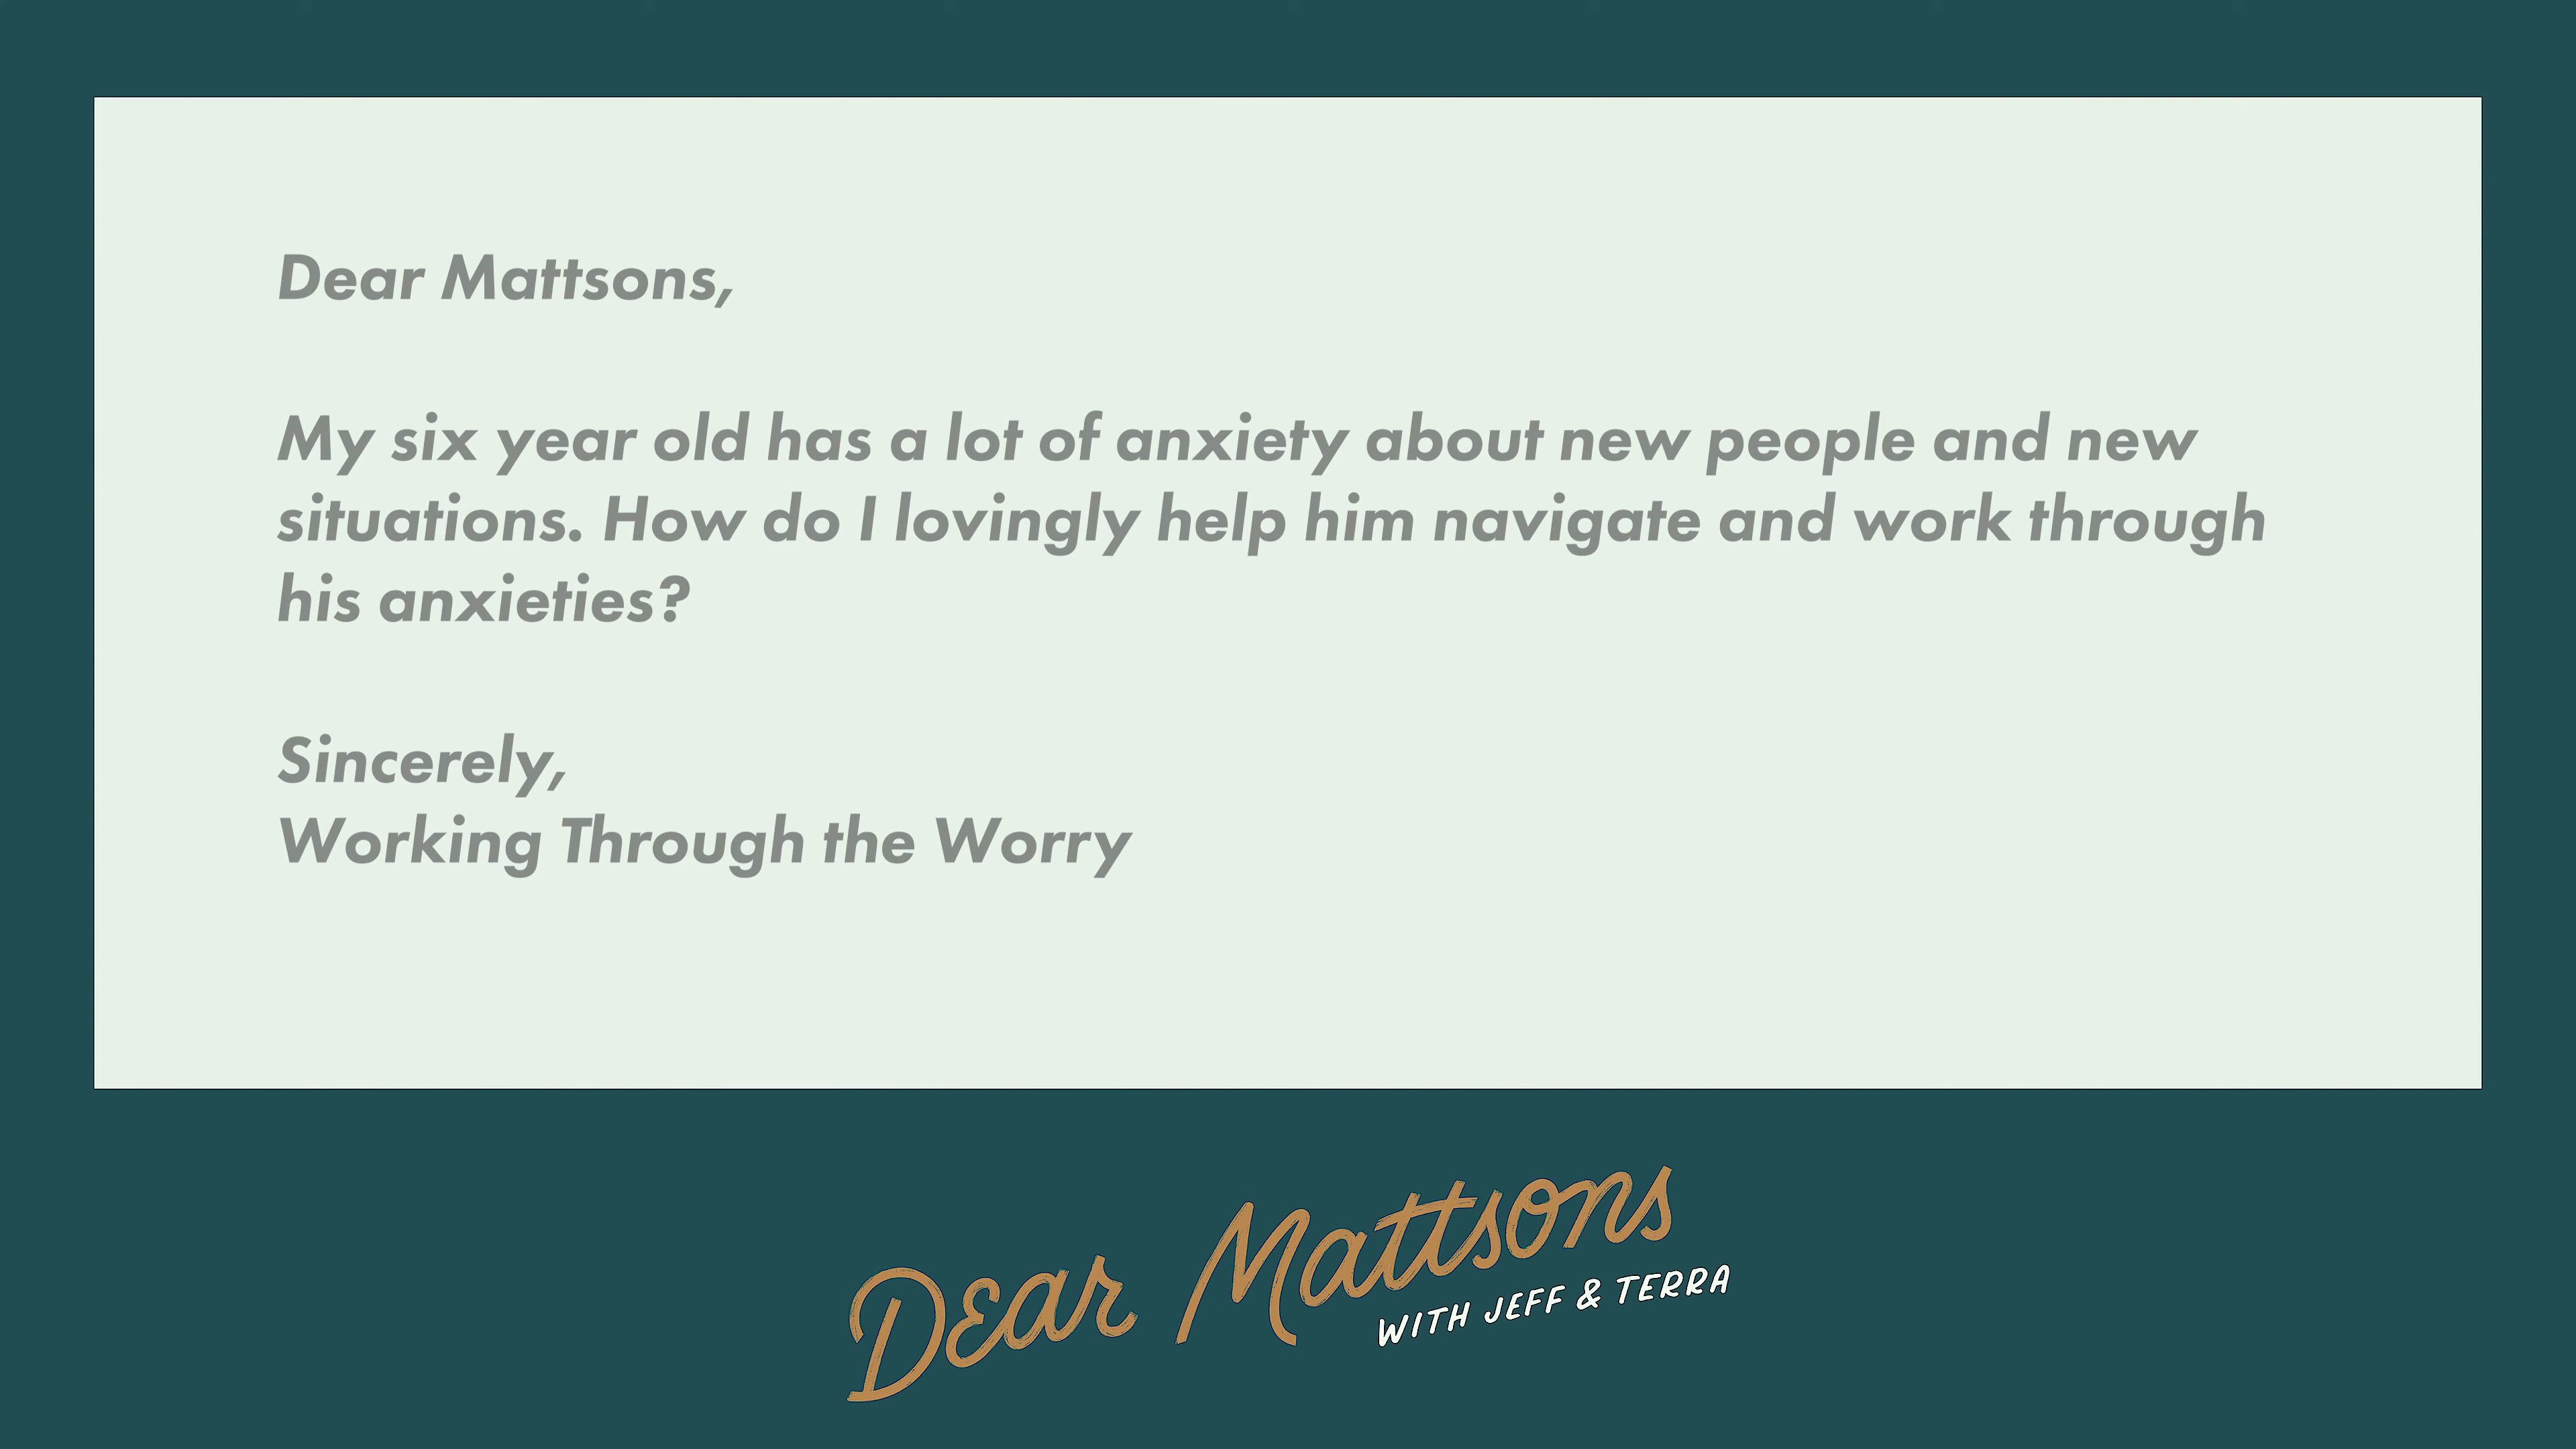 Dear Mattsons,
My six year old has a lot of anxiety about new people and new
situations. How do I lovingly help him navigate and work through
his anxieties?
Sincerely,
Working Through the Worry
Dear Mattsons
WITH JEFF & TERRA